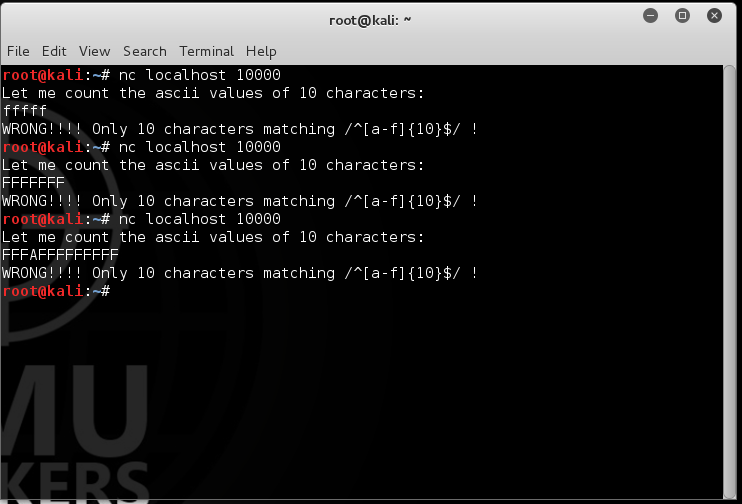 root@kali: ~
File Edit View Search Terminal Help
root@kali:~# nc localhost 10000
Let me count the ascii values of 10 characters:
fffff
WRONG!!!! Only 10 characters matching /^[a-f]{10}$/ !
root@kali:~# nc localhost 10000
Let me count the ascii values of 10 characters:
FFFFFFF
WRONG!!!! Only 10 characters matching /^[a-f]{10}$/ !
root@kali:~# nc localhost 10000
Let me count the ascii values of 10 characters:
FFFAFFFFFFFFF
WRONG!!!! Only 10 characters matching /^[a-f]{10}$/ !
root@kali:~#
MU
KERS